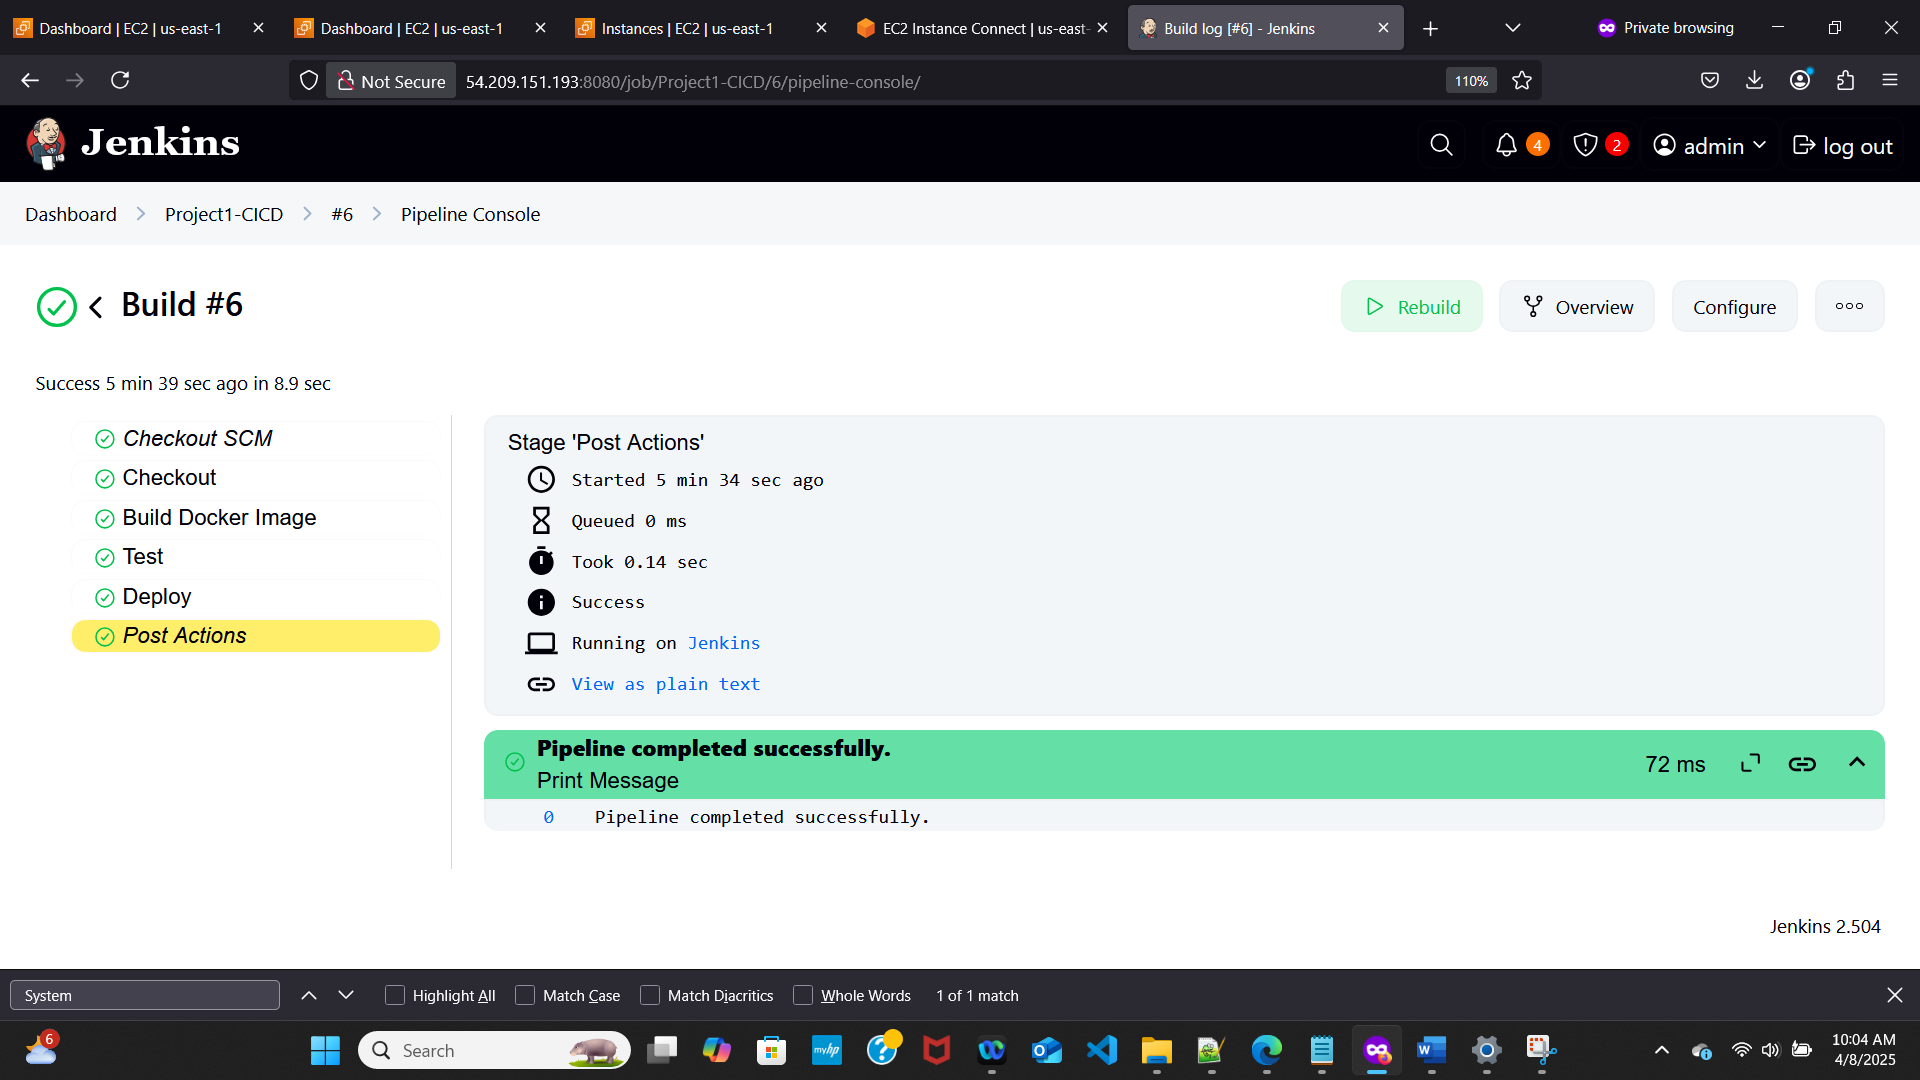 Dashboard | EC2 | us-east-1
Dashboard | EC2 | us-east-1
Instances | EC2 | us-east-1
EC2 Instance Connect | us-east-
Build log [#6] - Jenkins
Private browsing
Not Secure
54.209.151.193:8080/job/Project1-CICD/6/pipeline-console/
110%
Jenkins
4
2
admin
log out
Dashboard
Project1-CICD
#6
Pipeline Console
Build #6
Rebuild
Overview
Configure
Success 5 min 39 sec ago in 8.9 sec
Checkout SCM
Checkout
Build Docker Image
Test
Deploy
Post Actions
Stage 'Post Actions'
Started 5 min 34 sec ago
Queued 0 ms
Took 0.14 sec
Success
Running on Jenkins
View as plain text
Pipeline completed successfully.
Print Message
72 ms
0 Pipeline completed successfully.
Jenkins 2.504
System
Highlight All
Match Case
Match Diacritics
Whole Words
1 of 1 match
6
Search
myhp
10:04 AM
4/8/2025